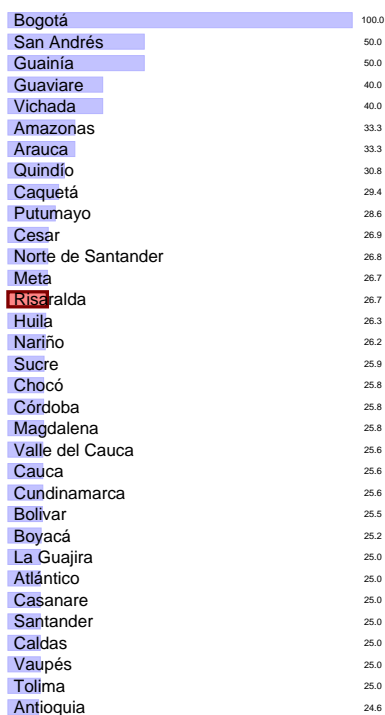 Bogotá 100.0
San Andrés 50.0
Guainía 50.0
Guaviare 40.0
Vichada 40.0
Amazonas 33.3
Arauca 33.3
Quindío 30.8
Caquetá 29.4
Putumayo 28.6
Cesar 26.9
Norte de Santander 26.8
Meta 26.7
Risaralda 26.7
Huila 26.3
Nariño 26.2
Sucre 25.9
Chocó 25.8
Córdoba 25.8
Magdalena 25.8
Valle del Cauca 25.6
Cauca 25.6
Cundinamarca 25.6
Bolivar 25.5
Boyacá 25.2
La Guajira 25.0
Atlántico 25.0
Casanare 25.0
Santander 25.0
Caldas 25.0
Vaupés 25.0
Tolima 25.0
Antioquia 24.6